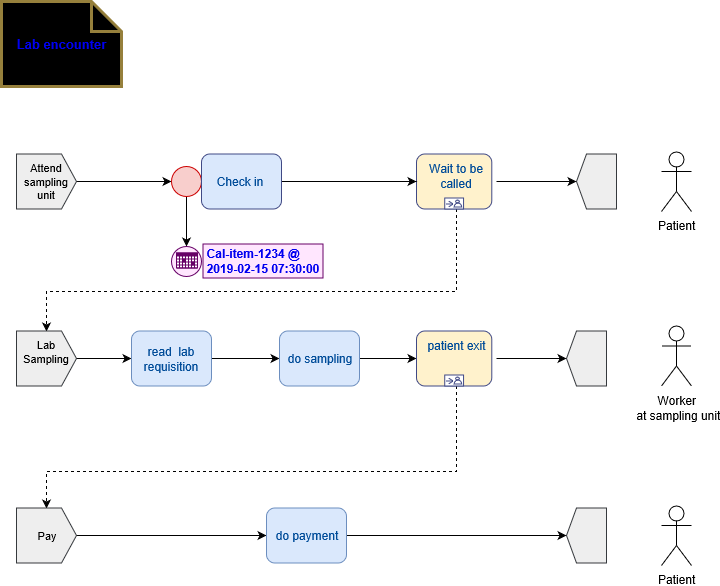 Lab encounter
Attend
sampling
unit
Check in
Wait to be
called
Patient
Cal-item-1234 @
2019-02-15 07:30:00
Lab
Sampling
read lab
requisition
do sampling
patient exit
Worker
at sampling unit
Pay
do payment
Patient